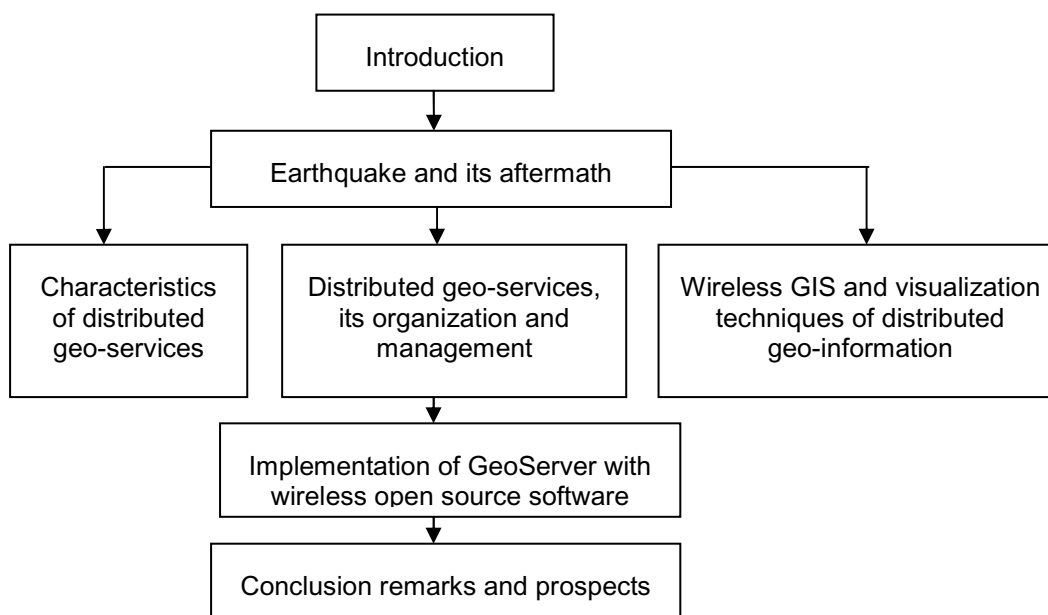 Introduction
Earthquake and its aftermath
Characteristics
of distributed
geo-services
Distributed geo-services,
its organization and
management
Wireless GIS and visualization
techniques of distributed
geo-information
Implementation of GeoServer with
wireless open source software
Conclusion remarks and prospects